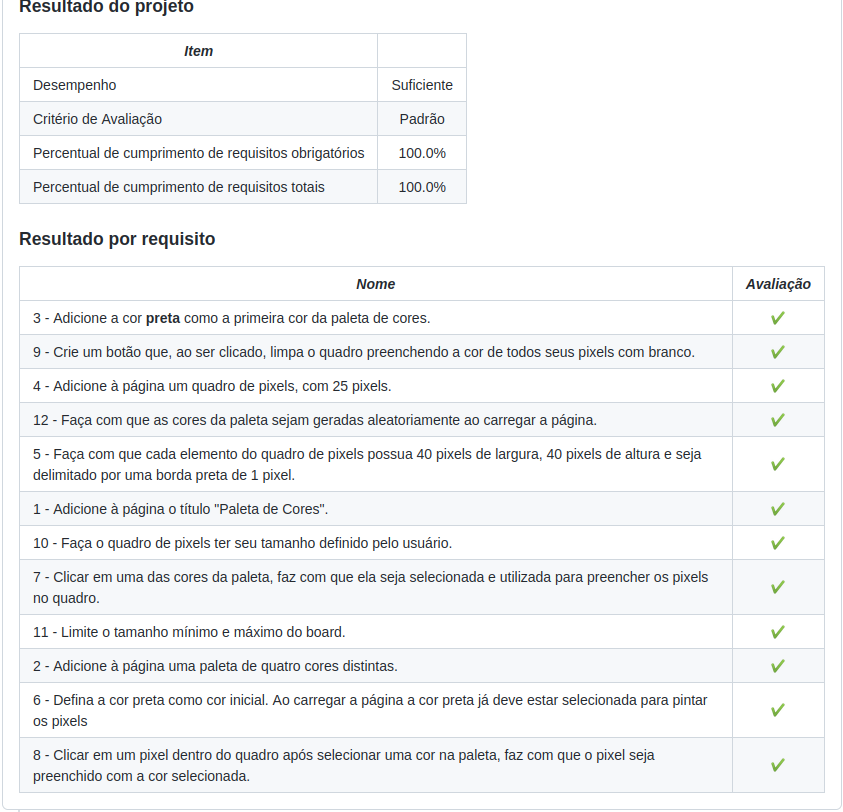 Resultado do projeto
Item
Desempenho Suficiente
Critério de Avaliação Padrão
Percentual de cumprimento de requisitos obrigatórios 100.0%
Percentual de cumprimento de requisitos totais 100.0%
Resultado por requisito
Nome Avaliação
3 - Adicione a cor preta como a primeira cor da paleta de cores. ✔
9 - Crie um botão que, ao ser clicado, limpa o quadro preenchendo a cor de todos seus pixels com branco. ✔
4 - Adicione à página um quadro de pixels, com 25 pixels. ✔
12 - Faça com que as cores da paleta sejam geradas aleatoriamente ao carregar a página. ✔
5 - Faça com que cada elemento do quadro de pixels possua 40 pixels de largura, 40 pixels de altura e seja
delimitado por uma borda preta de 1 pixel. ✔
1 - Adicione à página o título "Paleta de Cores". ✔
10 - Faça o quadro de pixels ter seu tamanho definido pelo usuário. ✔
7 - Clicar em uma das cores da paleta, faz com que ela seja selecionada e utilizada para preencher os pixels
no quadro. ✔
11 - Limite o tamanho mínimo e máximo do board. ✔
2 - Adicione à página uma paleta de quatro cores distintas. ✔
6 - Defina a cor preta como cor inicial. Ao carregar a página a cor preta já deve estar selecionada para pintar
os pixels ✔
8 - Clicar em um pixel dentro do quadro após selecionar uma cor na paleta, faz com que o pixel seja
preenchido com a cor selecionada. ✔